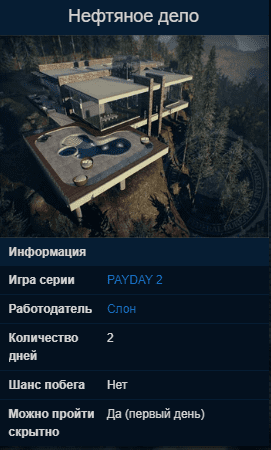 Нефтяное дело
Информация
Игра серии PAYDAY 2
Работодатель Слон
Количество дней 2
Шанс побега Нет
Можно пройти скрытно Да (первый день)